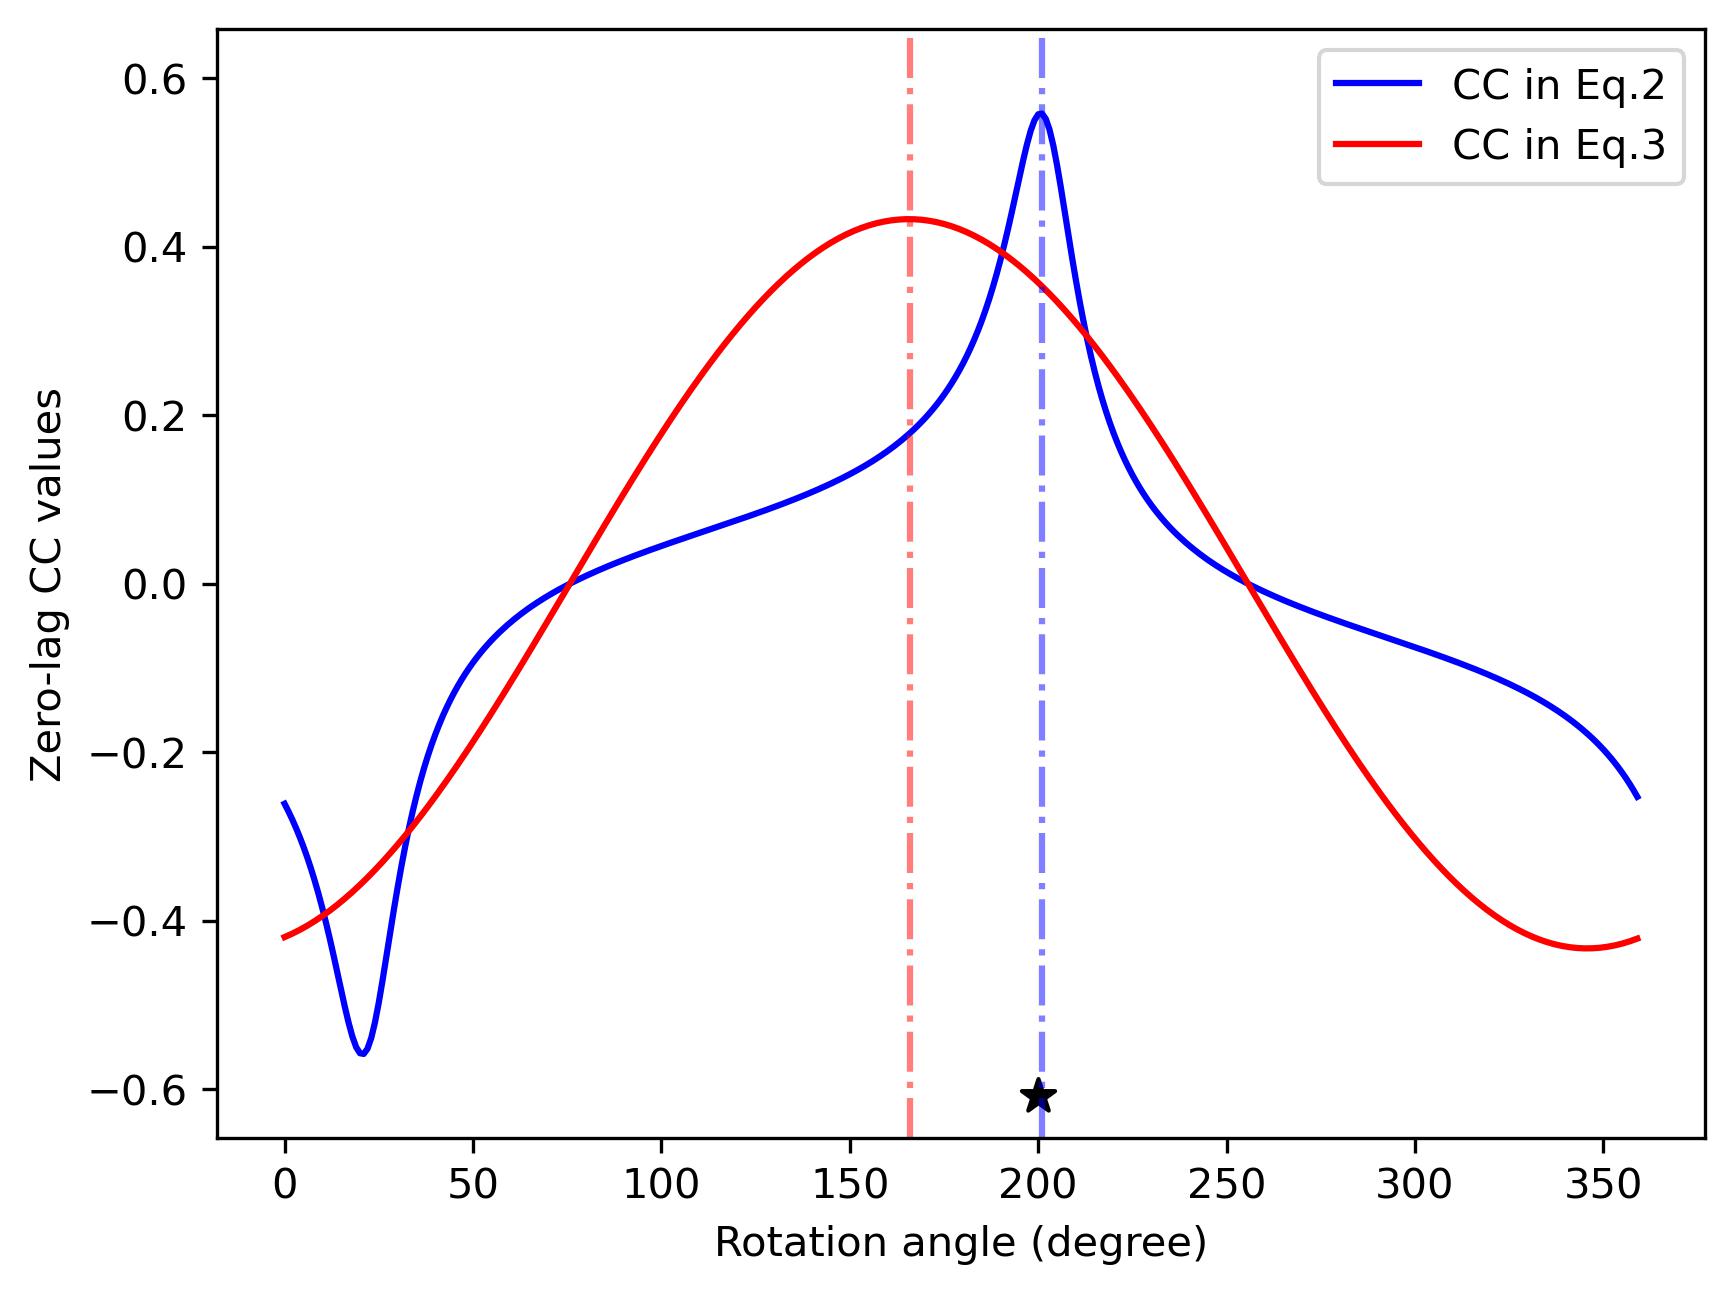 CC in Eq.2
CC in Eq.3
Zero-lag CC values
0.6
0.4
0.2
0.0
−0.2
−0.4
−0.6
0 50 100 150 200 250 300 350
Rotation angle (degree)